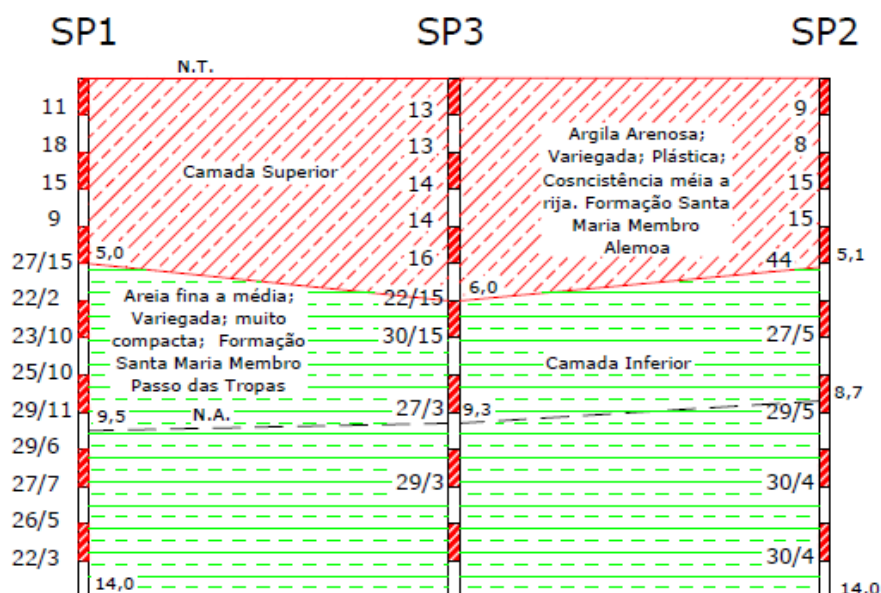 SP1 SP3 SP2
N.T.
11 13 9
18 13 8
15 14 15
9 14 15
27/15 16 44
5,0 6,0 5,1
Camada Superior
Argila Arenosa;
Variegada; Plástica;
Cosncistência méia a
rija. Formação Santa
Maria Membro
Alemoa
22/2 22/15
23/10 30/15 27/5
25/10
29/11 27/3 29/5
29/6
27/7 29/3 30/4
26/5
22/3 30/4
Areia fina a média;
Variegada; muito
compacta; Formação
Santa Maria Membro
Passo das Tropas
Camada Inferior
9,5 N.A. 9,3 8,7
14,0 14,0